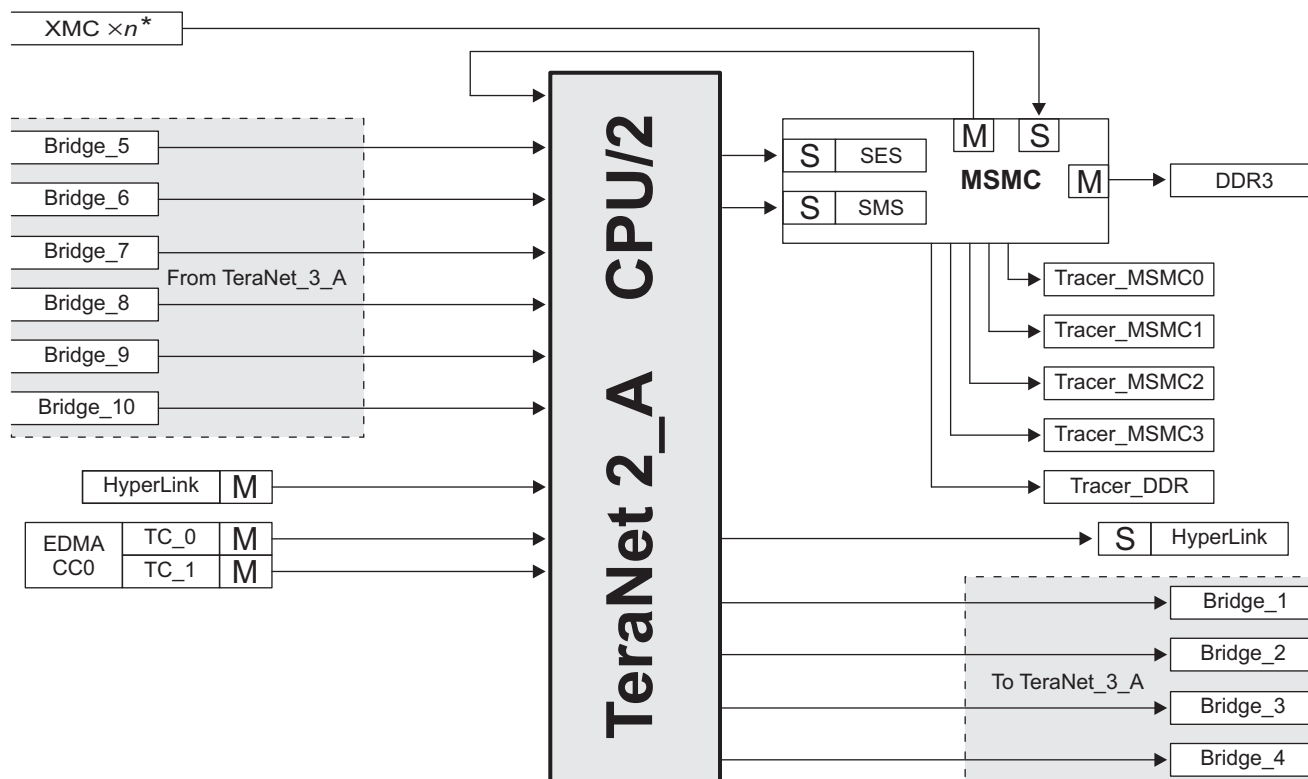 XMC ×n*
Bridge_5
Bridge_6
Bridge_7
From TeraNet_3_A
Bridge_8
Bridge_9
Bridge_10
HyperLink M
EDMA CC0
TC_0 M
TC_1 M
TeraNet 2_A CPU/2
S SES
S SMS
M S
MSMC M
DDR3
Tracer_MSMC0
Tracer_MSMC1
Tracer_MSMC2
Tracer_MSMC3
Tracer_DDR
S HyperLink
Bridge_1
Bridge_2
To TeraNet_3_A
Bridge_3
Bridge_4